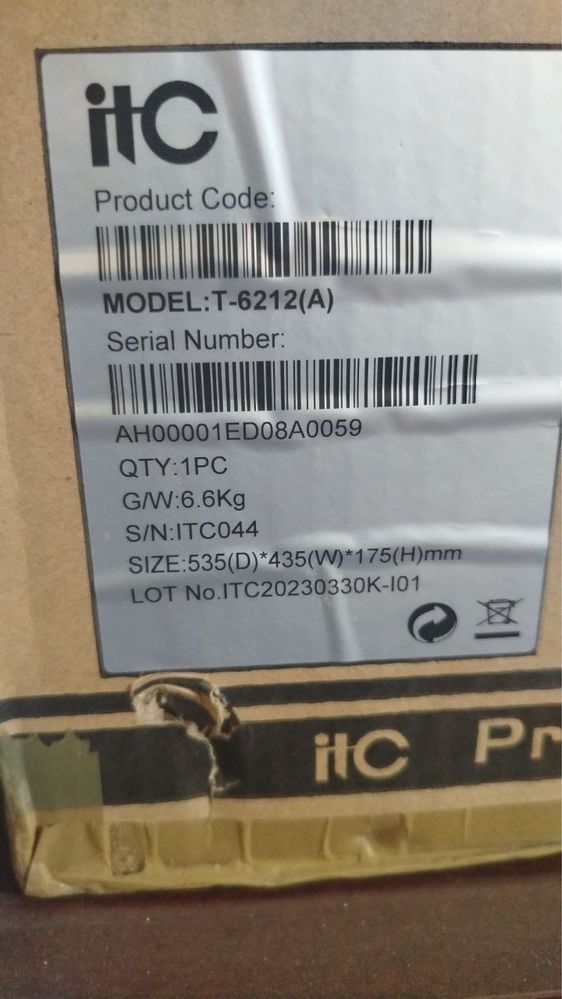 itc
Product Code:
MODEL:T-6212(A)
Serial Number:
AH00001ED08A0059
QTY:1PC
G/W:6.6Kg
S/N:ITC044
SIZE:535(D)*435(W)*175(H)mm
LOT No.ITC20230330K-I01
itc Pr